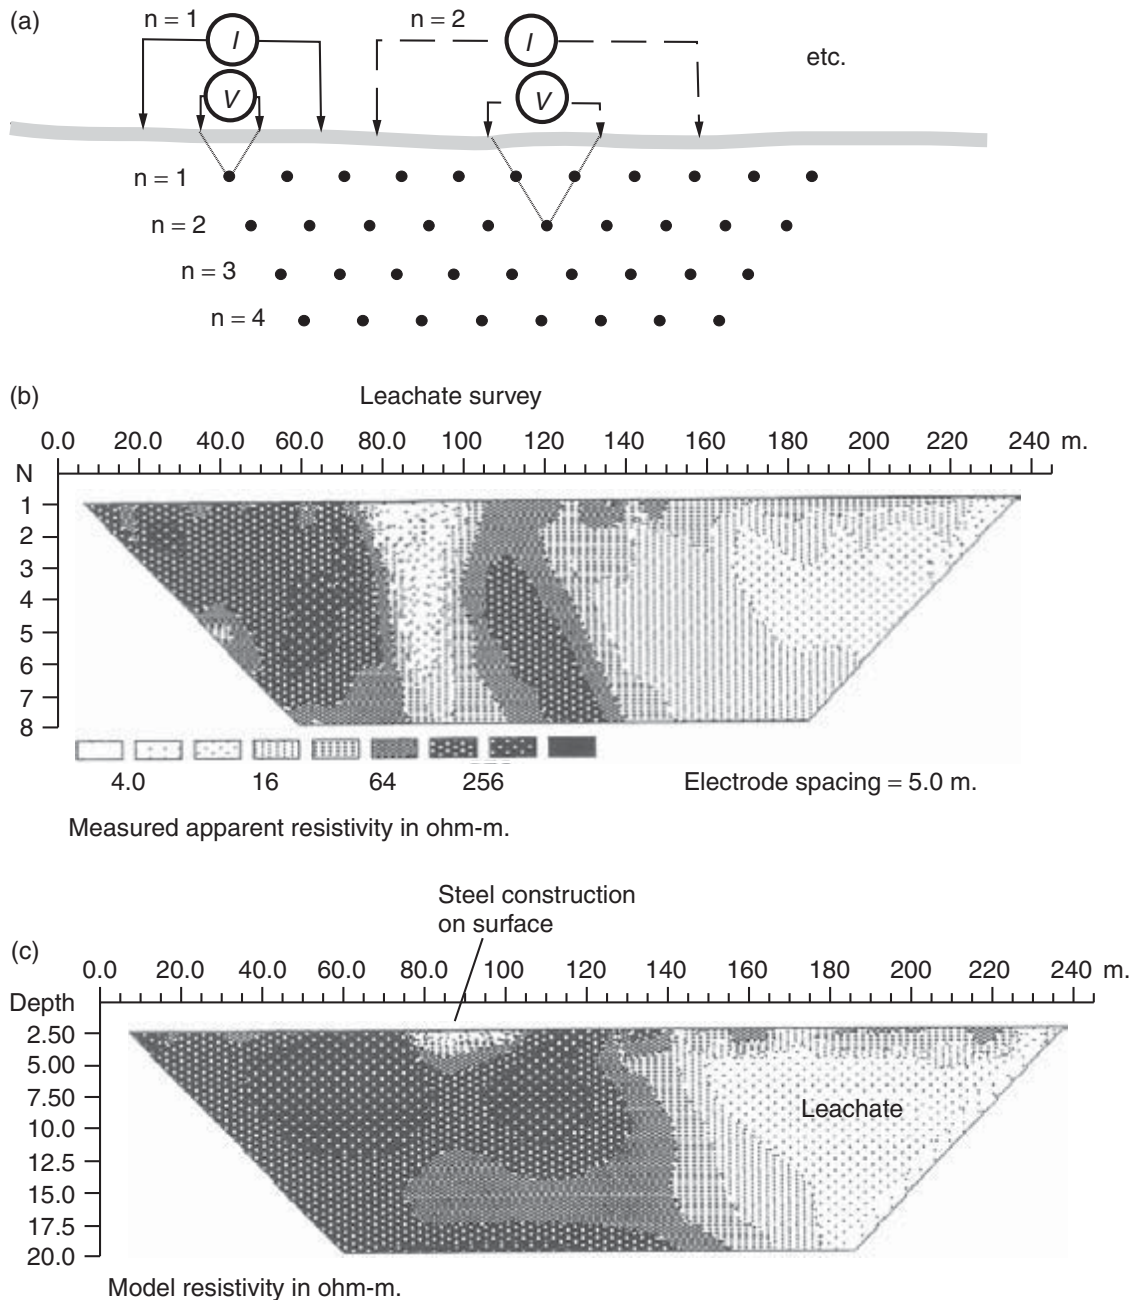 (a)
n = 1
I
n = 2
I
etc.
V
V
n = 1
n = 2
n = 3
n = 4
(b)
Leachate survey
0.0 20.0 40.0 60.0 80.0 100 120 140 160 180 200 220 240 m.
N
1
2
3
4
5
6
7
8
4.0 16 64 256 Electrode spacing = 5.0 m.
Measured apparent resistivity in ohm-m.
Steel construction
on surface
(c)
0.0 20.0 40.0 60.0 80.0 100 120 140 160 180 200 220 240 m.
Depth
2.50
5.00
7.50
Leachate
10.0
12.5
15.0
17.5
20.0
Model resistivity in ohm-m.